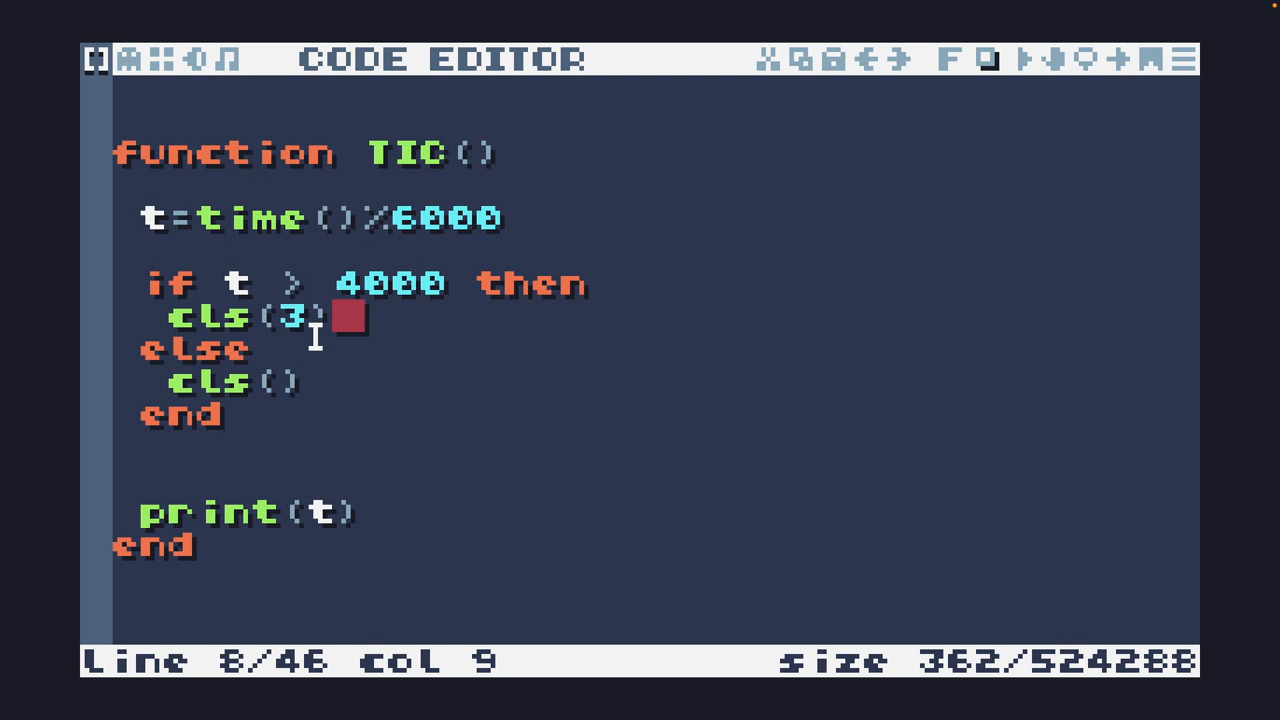 CODE EDITOR
function TIC()
t=time()%6000
if t > 4000 then
cls(3)
else
cls()
end
print(t)
end
line 8/46 col 9
size 362/524288